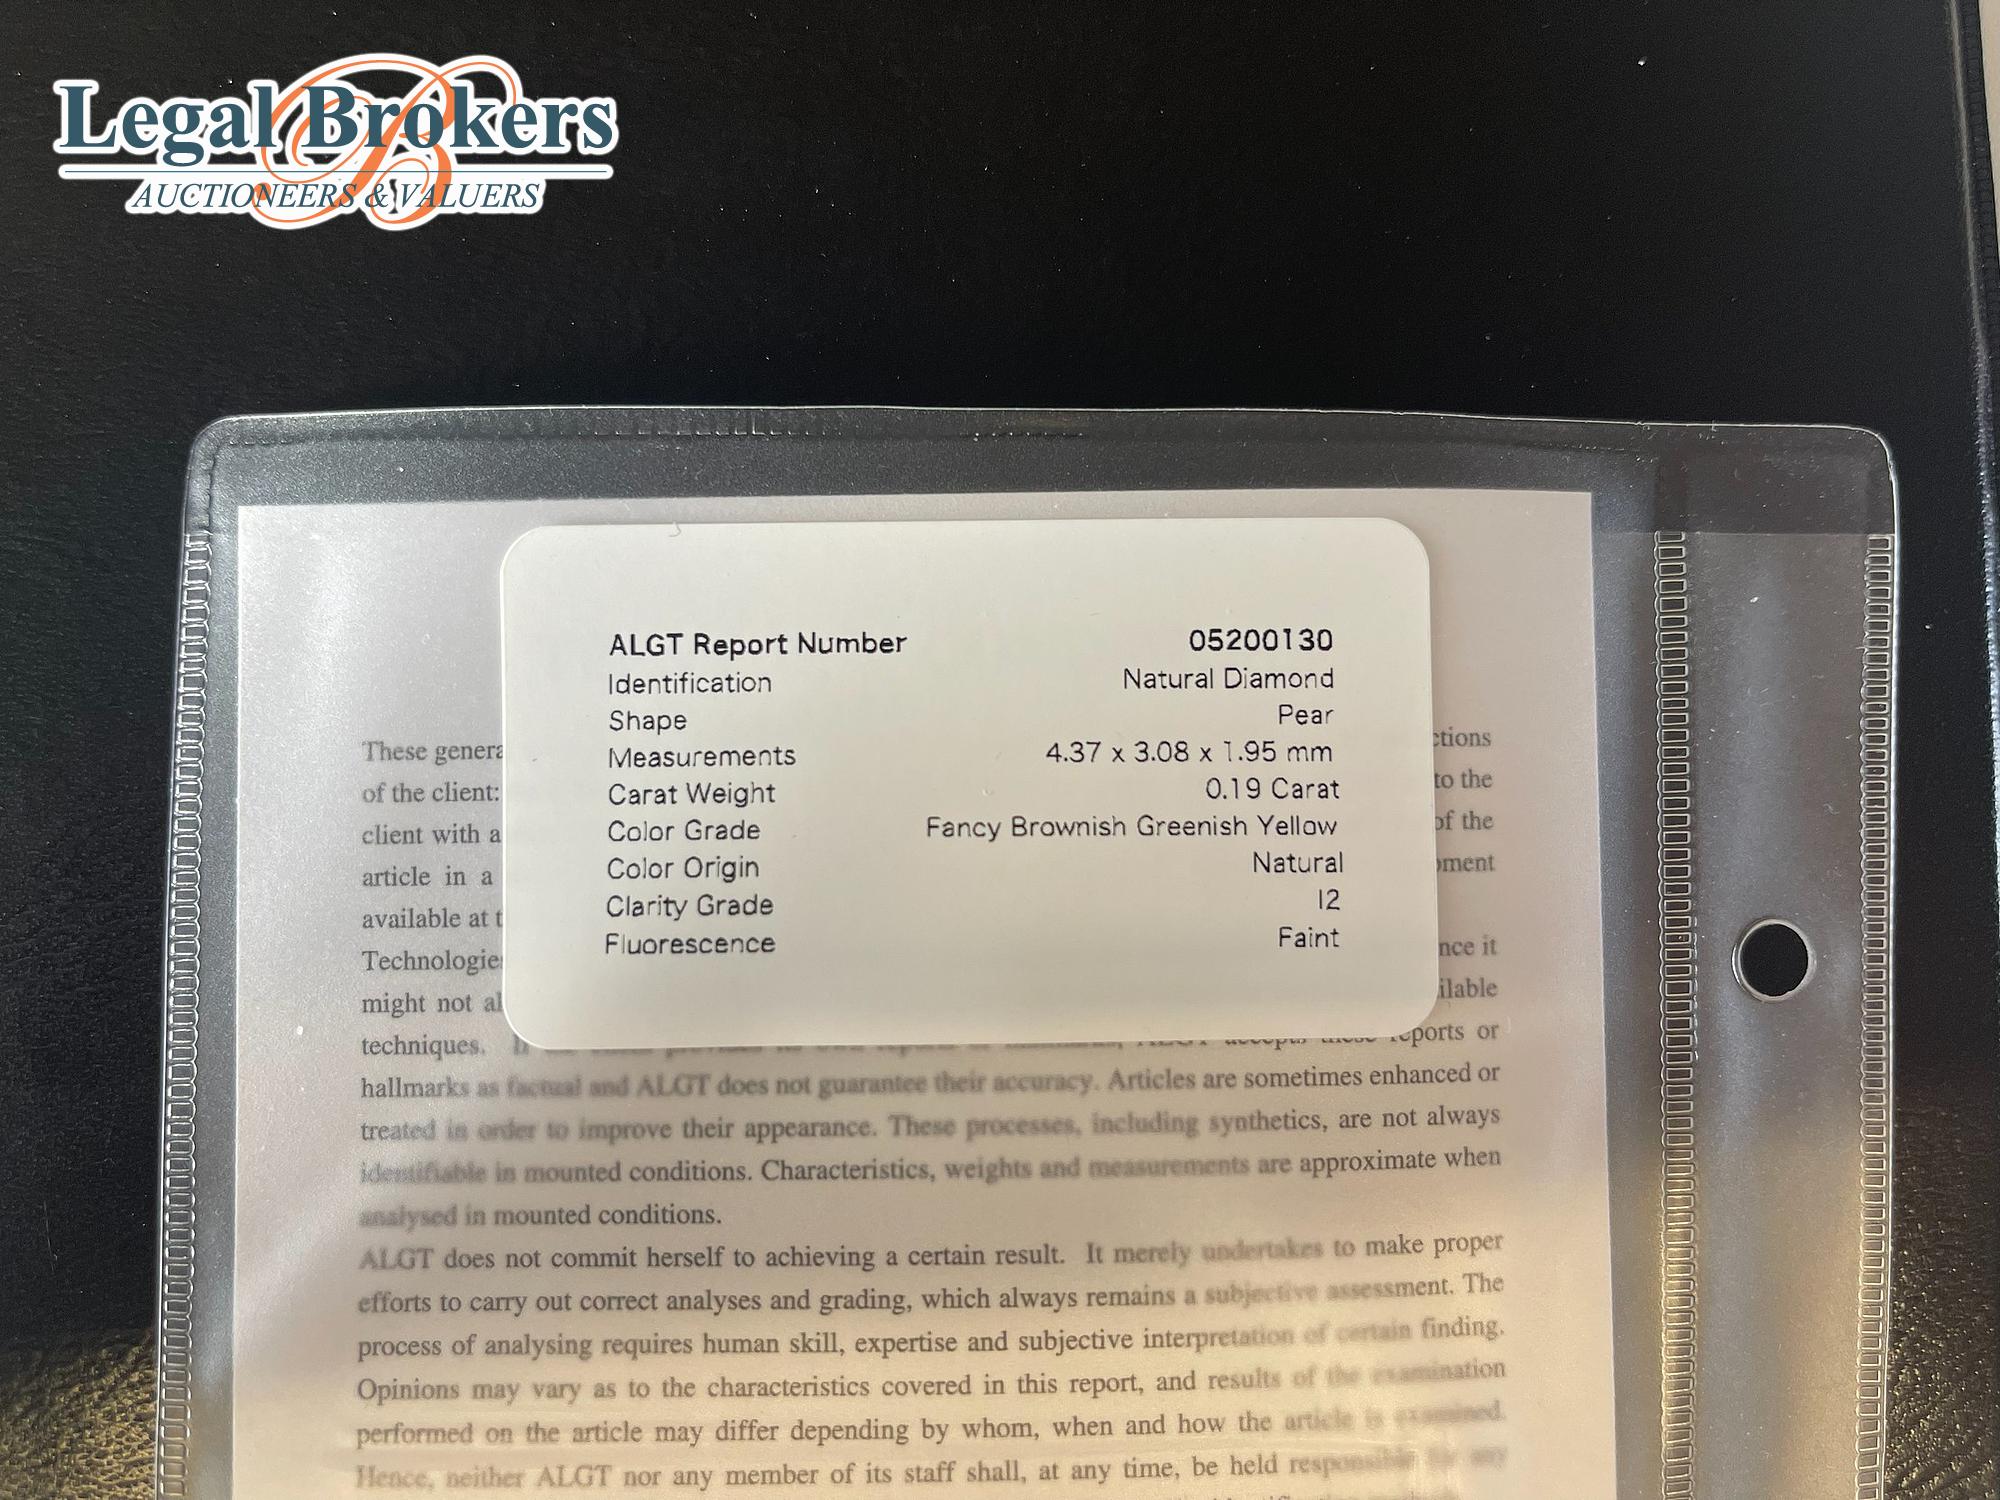 Legal Brokers
AUCTIONEERS & VALUERS
ALGT Report Number 05200130
Identification Natural Diamond
Shape Pear
Measurements 4.37 x 3.08 x 1.95 mm
Carat Weight 0.19 Carat
Color Grade Fancy Brownish Greenish Yellow
Color Origin Natural
Clarity Grade I2
Fluorescence Faint
These
of the client: to the
client with a of the
article in a
available at
might not
techniques. reports or
hallmarks as factual and ALGT does not guarantee their accuracy. Articles are sometimes enhanced or
treated in order to improve their appearance. These processes, including synthetics, are not always
identifiable in mounted conditions. Characteristics, weights and measurements are approximate when
analysed in mounted conditions.
ALGT does not commit herself to achieving a certain result. It merely undertakes to make proper
efforts to carry out correct analyses and grading, which always remains a subjective assessment. The
process of analysing requires human skill, expertise and subjective interpretation of certain finding.
Opinions may vary as to the characteristics covered in this report, and results of the examination
performed on the article may differ depending by whom, when and how the article is examined.
Hence, neither ALGT nor any member of its staff shall, at any time, be held responsible for any